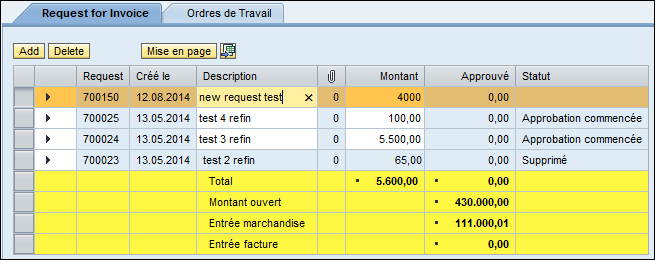 Request for Invoice Ordres de Travail
Add Delete Mise en page
Request Créé le Description Montant Approuvé Statut
700150 12.08.2014 new request test 0 4000 0,00
700025 13.05.2014 test 4 refin 0 100,00 0,00 Approbation commencée
700024 13.05.2014 test 3 refin 0 5.500,00 0,00 Approbation commencée
700023 13.05.2014 test 2 refin 0 65,00 0,00 Supprimé
Total 5.600,00 0,00
Montant ouvert 430.000,00
Entrée marchandise 111.000,01
Entrée facture 0,00